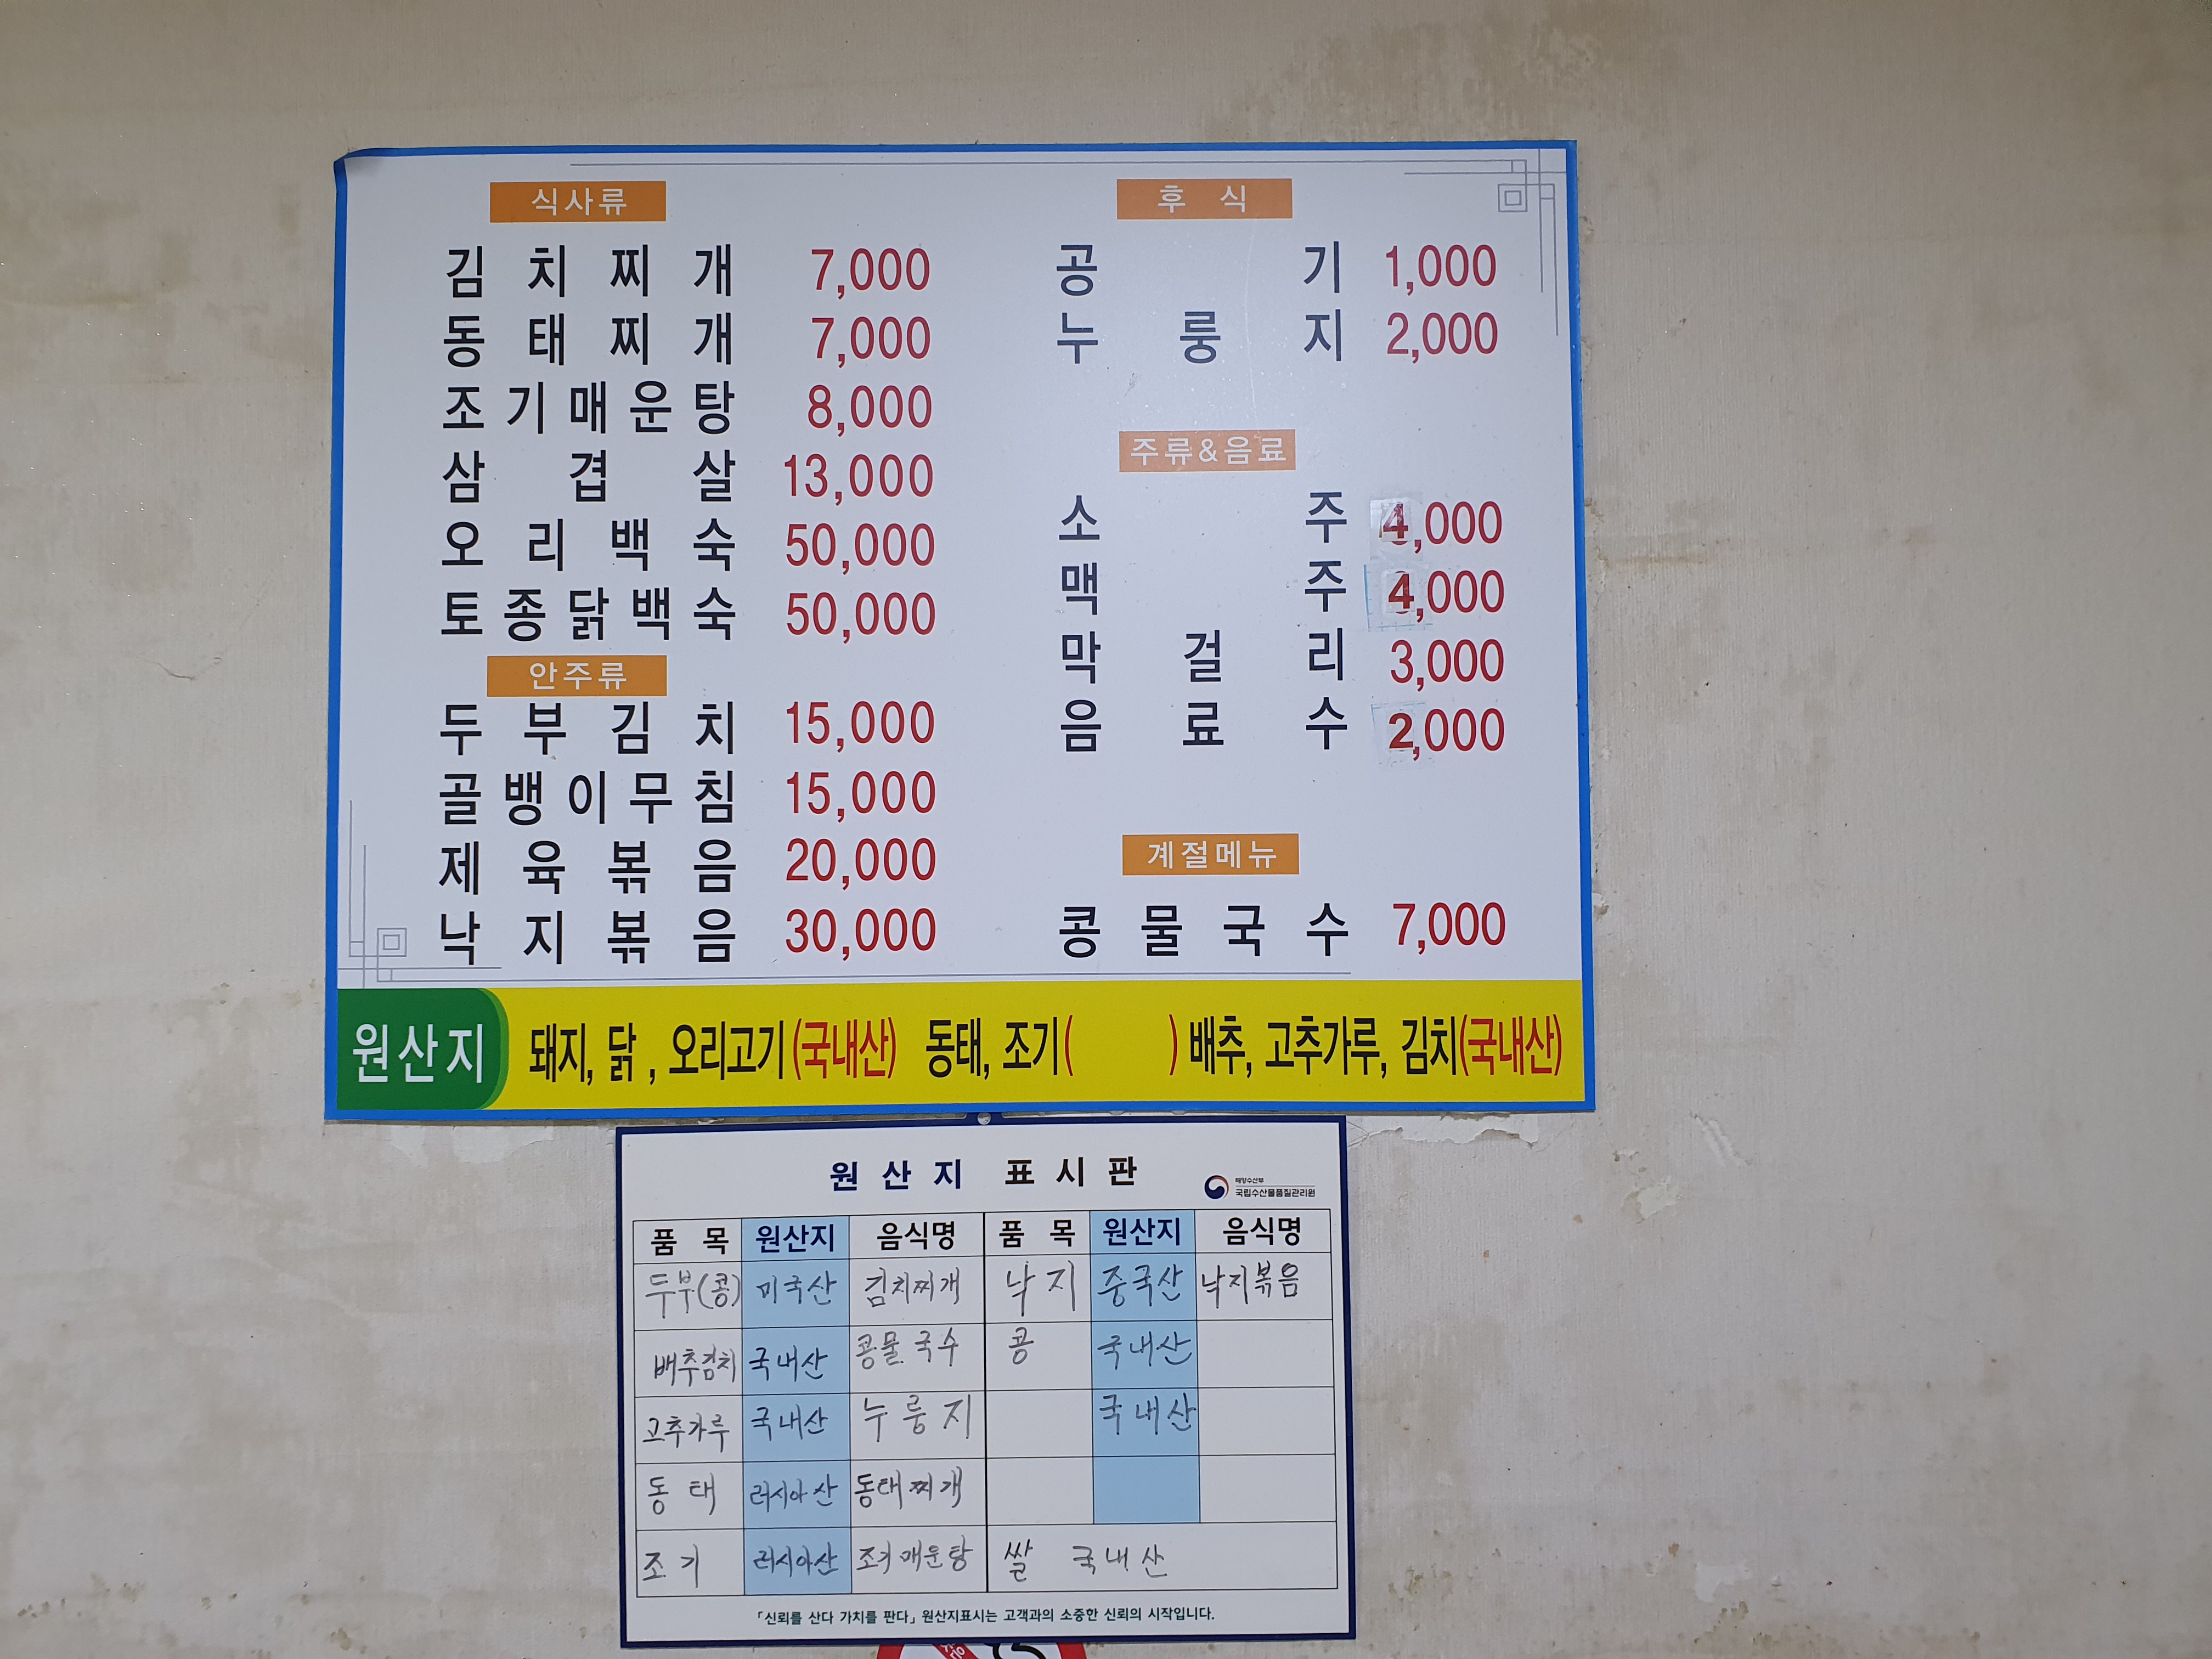 식사류
김치찌개 7,000
동태찌개 7,000
조기매운탕 8,000
삼겹살 13,000
오리백숙 50,000
토종닭백숙 50,000
안주류
두부김치 15,000
골뱅이무침 15,000
제육볶음 20,000
낙지볶음 30,000
후식
공기 1,000
누룽지 2,000
주류&음료
소주 4,000
맥주 4,000
막걸리 3,000
음료수 2,000
계절메뉴
콩물국수 7,000
원산지 돼지, 닭, 오리고기(국내산) 동태, 조기( ) 배추, 고추가루, 김치(국내산)
원산지 표시판
해양수산부
국립수산물품질관리원
품목 원산지 음식명 품목 원산지 음식명
두부(콩) 미국산 김치찌개 낙지 중국산 낙지볶음
배추김치 국내산 콩물국수 콩 국내산
고추가루 국내산 누룽지 국내산
동태 러시아산 동태찌개
조기 러시아산 조기매운탕 쌀 국내산
「신뢰를 산다 가치를 판다」 원산지표시는 고객과의 소중한 신뢰의 시작입니다.